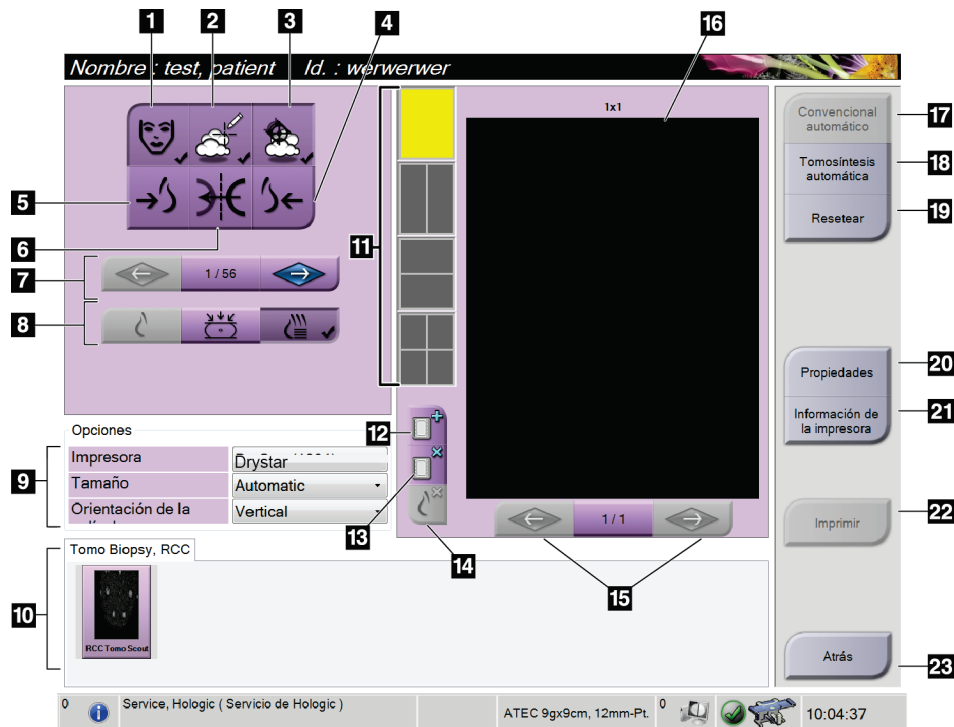 1
2
3
4
16
Nombre : test, patient Id. : werwerwer
1x1
Convencional
automático
17
Tomosíntesis
automática
18
Resetear
19
5
6
11
7
1 / 56
8
Propiedades
20
Información de
la impresora
21
Opciones
9
Impresora
Drystar
Tamaño
Automatic
Orientación de la
Vertical
12
13
14
1 / 1
15
Imprimir
22
10
Tomo Biopsy, RCC
RCC Tomo Scout
Atrás
23
0
Service, Hologic ( Servicio de Hologic )
ATEC 9gx9cm, 12mm-Pt.
0
10:04:37